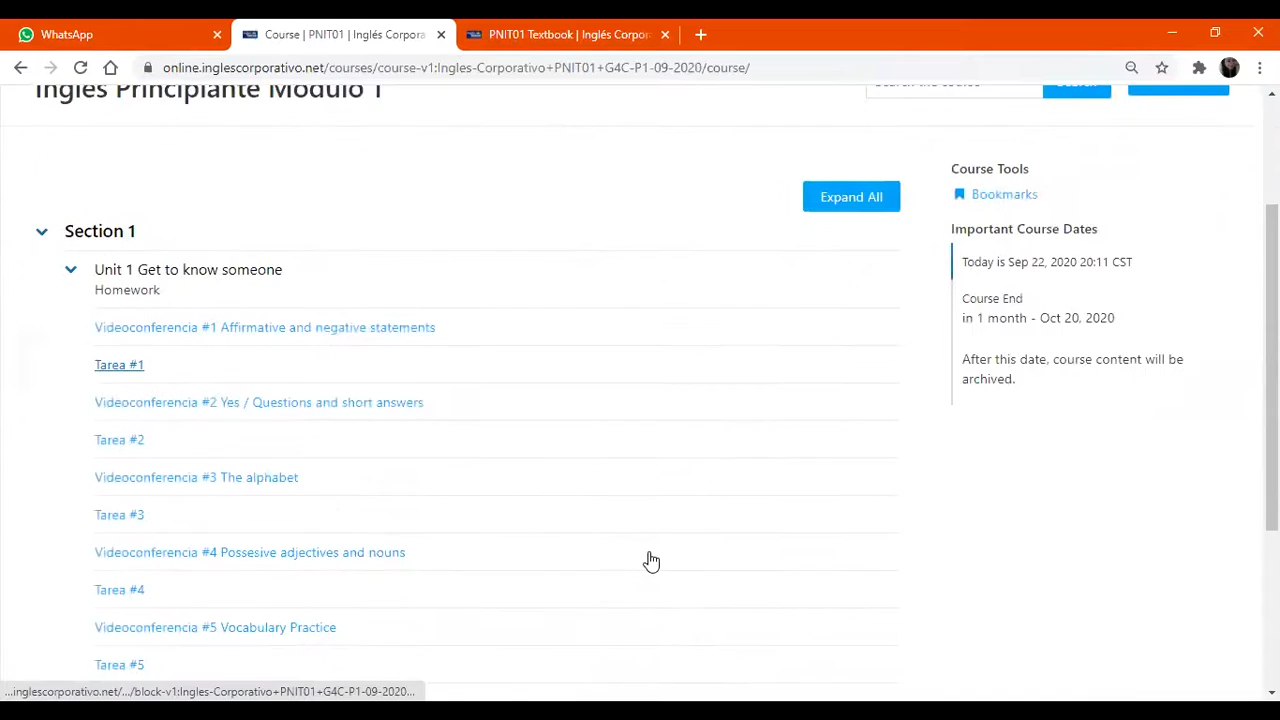 WhatsApp
Course | PNIT01 | Inglés Corpora
PNIT01 Textbook | Inglés Corpor
online.inglescorporativo.net/courses/course-v1:Ingles-Corporativo+PNIT01+G4C-P1-09-2020/course/
Inglés Principiante Módulo 1
Expand All
Course Tools
Bookmarks
Important Course Dates
Today is Sep 22, 2020 20:11 CST
Course End
in 1 month - Oct 20, 2020
After this date, course content will be
archived.
Section 1
Unit 1 Get to know someone
Homework
Videoconferencia #1 Affirmative and negative statements
Tarea #1
Videoconferencia #2 Yes / Questions and short answers
Tarea #2
Videoconferencia #3 The alphabet
Tarea #3
Videoconferencia #4 Possesive adjectives and nouns
Tarea #4
Videoconferencia #5 Vocabulary Practice
Tarea #5
...inglescorporativo.net/.../block-v1:Ingles-Corporativo+PNIT01+G4C-P1-09-2020...